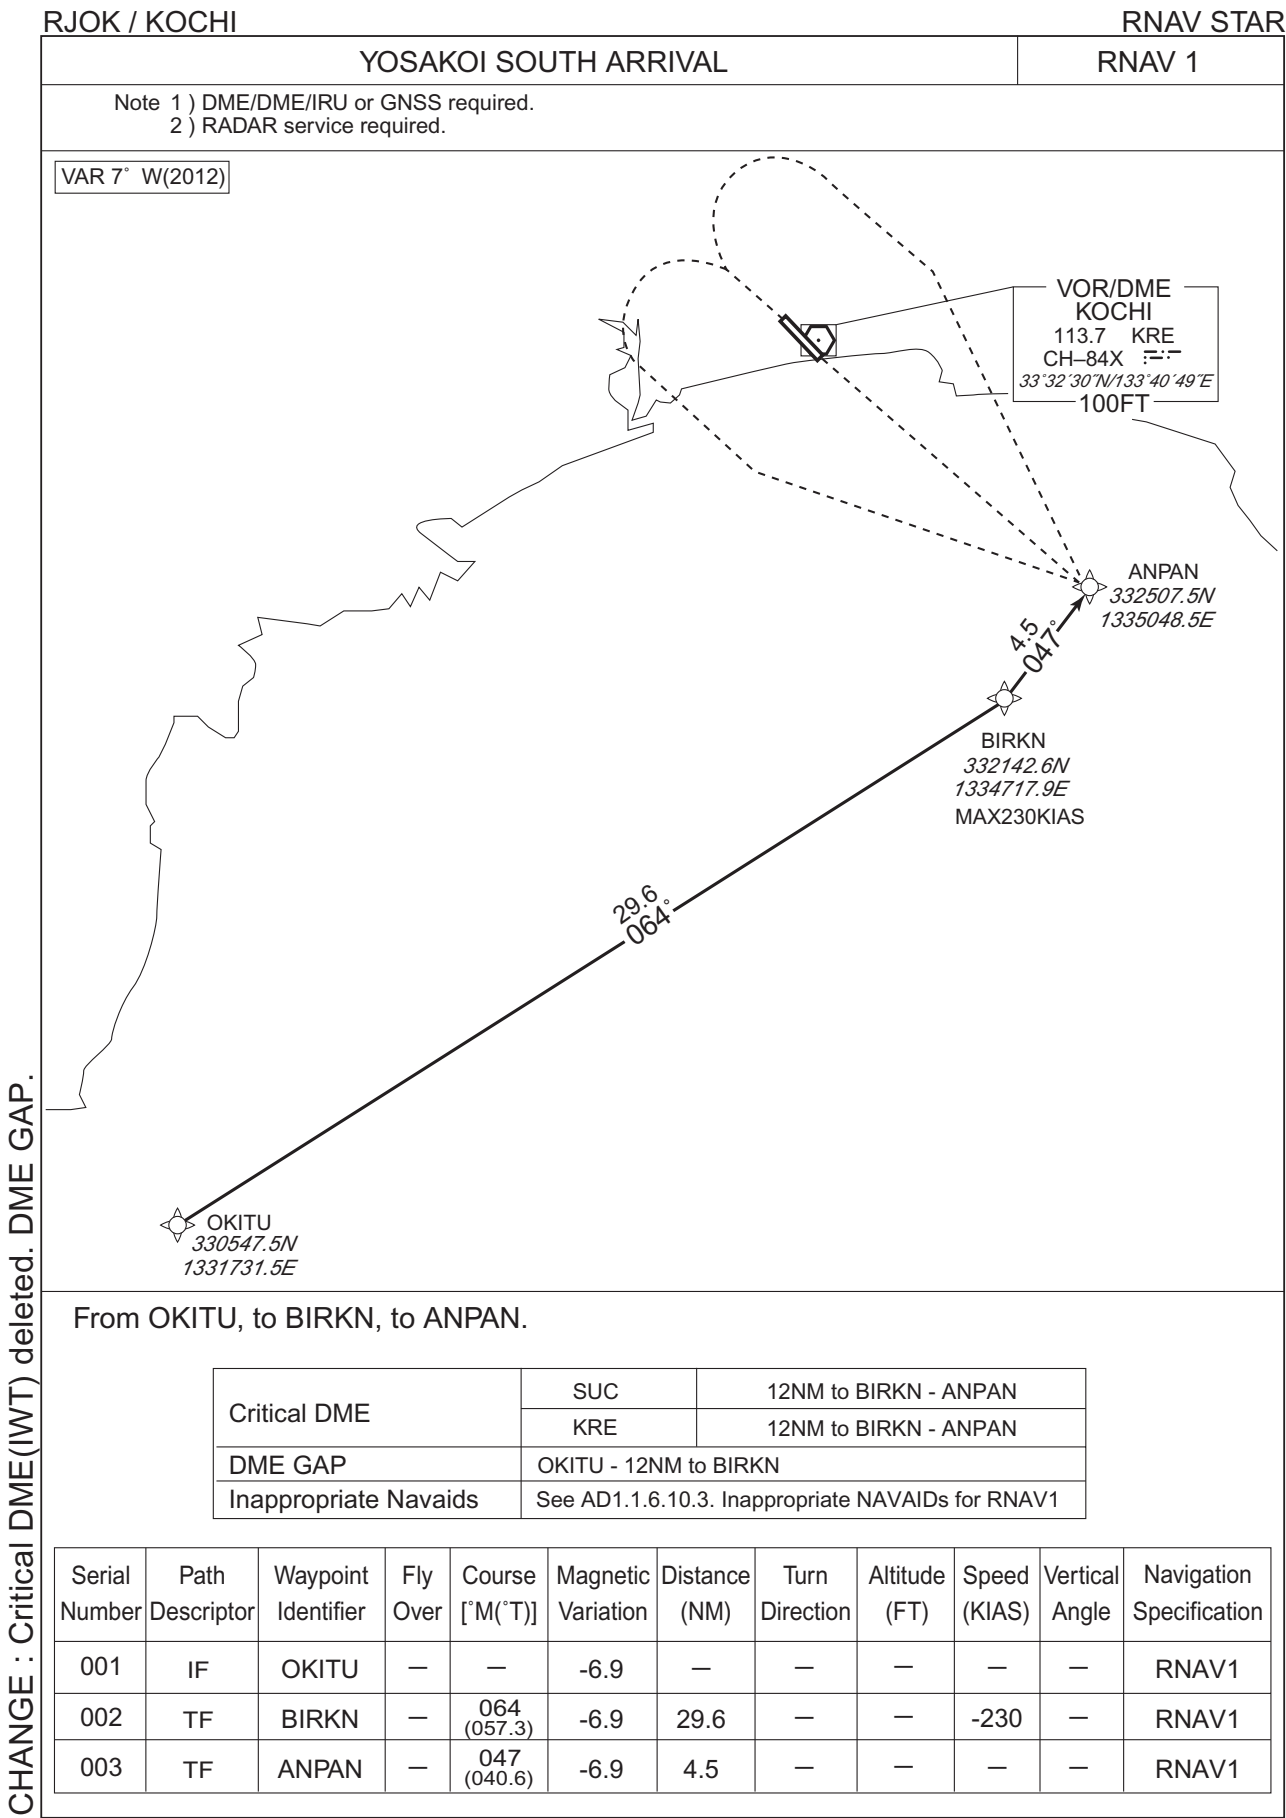 RJOK / KOCHI
RNAV STAR
YOSAKOI SOUTH ARRIVAL
RNAV 1
Note 1 ) DME/DME/IRU or GNSS required.
2 ) RADAR service required.
VAR 7° W(2012)
VOR/DME
KOCHI
113.7 KRE
CH–84X
33°32´30˝N/133°40´49˝E
100FT
ANPAN
332507.5N
1335048.5E
4.5
047°
BIRKN
332142.6N
1334717.9E
MAX230KIAS
29.6
064°
OKITU
330547.5N
1331731.5E
From OKITU, to BIRKN, to ANPAN.
Critical DME
SUC 12NM to BIRKN - ANPAN
KRE 12NM to BIRKN - ANPAN
DME GAP OKITU - 12NM to BIRKN
Inappropriate Navaids See AD1.1.6.10.3. Inappropriate NAVAIDs for RNAV1
Serial Path Waypoint Fly Course Magnetic Distance Turn Altitude Speed Vertical Navigation
Number Descriptor Identifier Over [°M(°T)] Variation (NM) Direction (FT) (KIAS) Angle Specification
001 IF OKITU — — -6.9 — — — — — RNAV1
002 TF BIRKN — 064 -6.9 29.6 — — -230 — RNAV1
(057.3)
003 TF ANPAN — 047 -6.9 4.5 — — — — RNAV1
(040.6)
CHANGE : Critical DME(IWT) deleted. DME GAP.